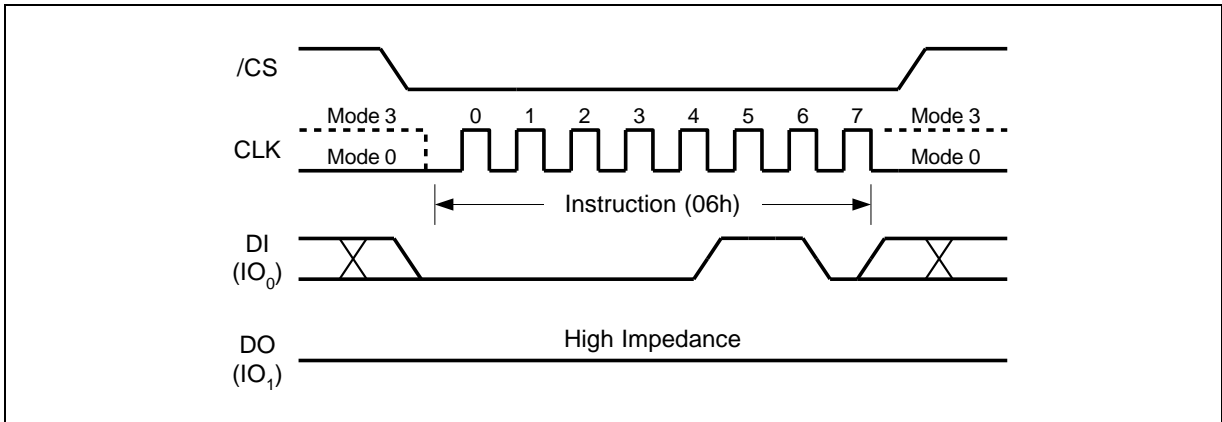 /CS
Mode 3 0 1 2 3 4 5 6 7 Mode 3
CLK
Mode 0 Mode 0
Instruction (06h)
DI
(IO₀)
DO High Impedance
(IO₁)